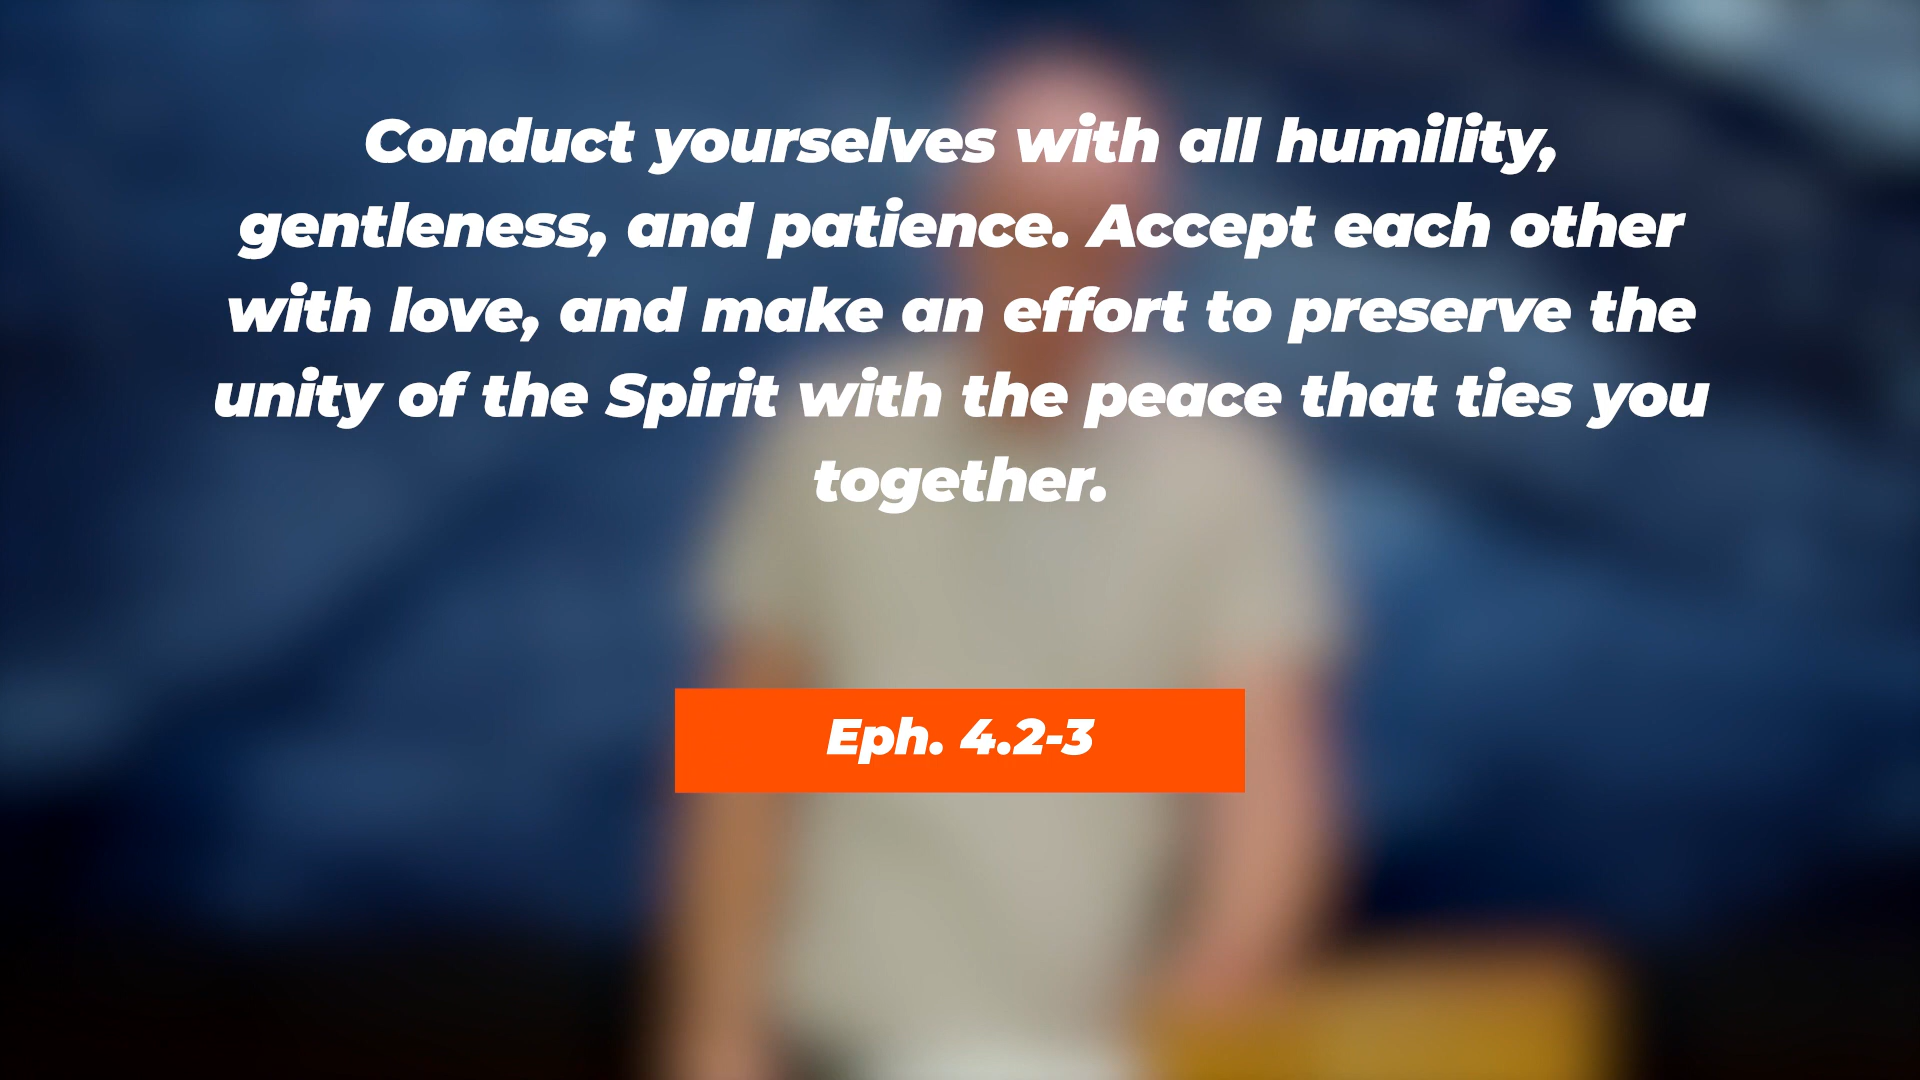 Conduct yourselves with all humility,
gentleness, and patience. Accept each other
with love, and make an effort to preserve the
unity of the Spirit with the peace that ties you
together.
Eph. 4.2-3